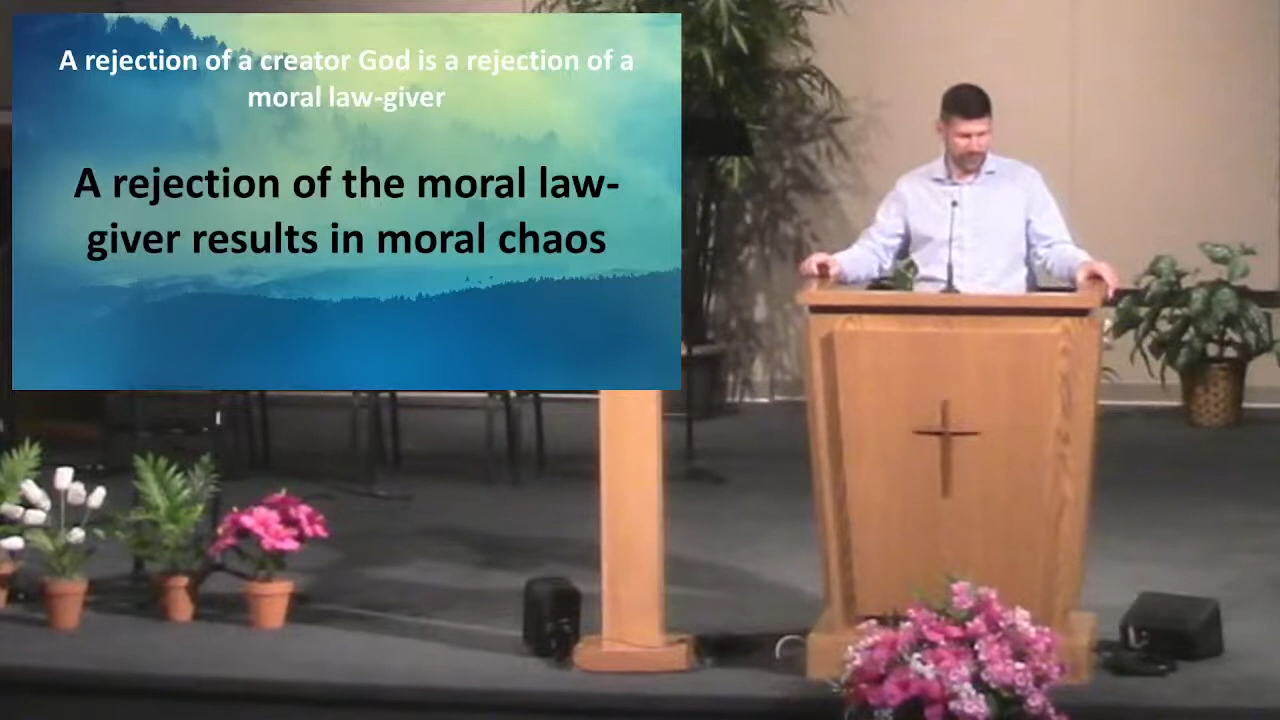 A rejection of a creator God is a rejection of a
moral law-giver
A rejection of the moral law-
giver results in moral chaos